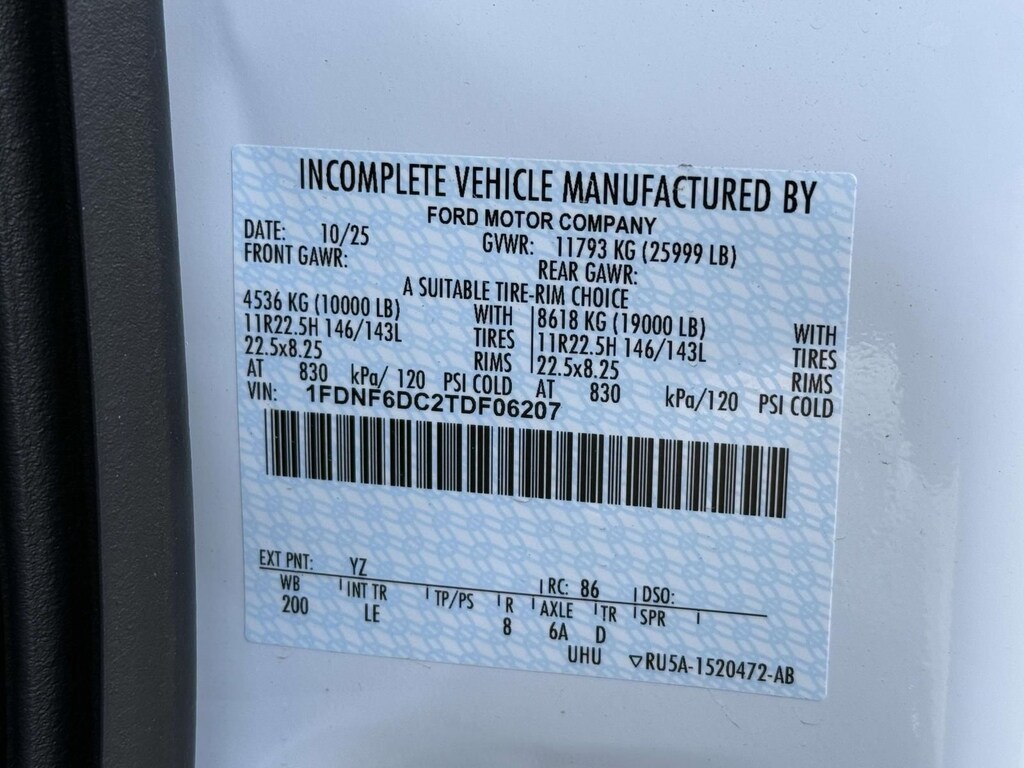 INCOMPLETE VEHICLE MANUFACTURED BY
FORD MOTOR COMPANY
DATE: 10/25 GVWR: 11793 KG (25999 LB)
FRONT GAWR: REAR GAWR:
A SUITABLE TIRE-RIM CHOICE
4536 KG (10000 LB) WITH 8618 KG (19000 LB) WITH
11R22.5H 146/143L TIRES 11R22.5H 146/143L TIRES
22.5x8.25 RIMS 22.5x8.25 RIMS
AT 830 kPa/ 120 PSI COLD AT 830 kPa/120 PSI COLD
VIN: 1FDNF6DC2TDF06207
EXT PNT: YZ RC: 86 DSO:
WB INT TR TP/PS R AXLE TR SPR
200 LE 8 6A D
UHU ▽RU5A-1520472-AB